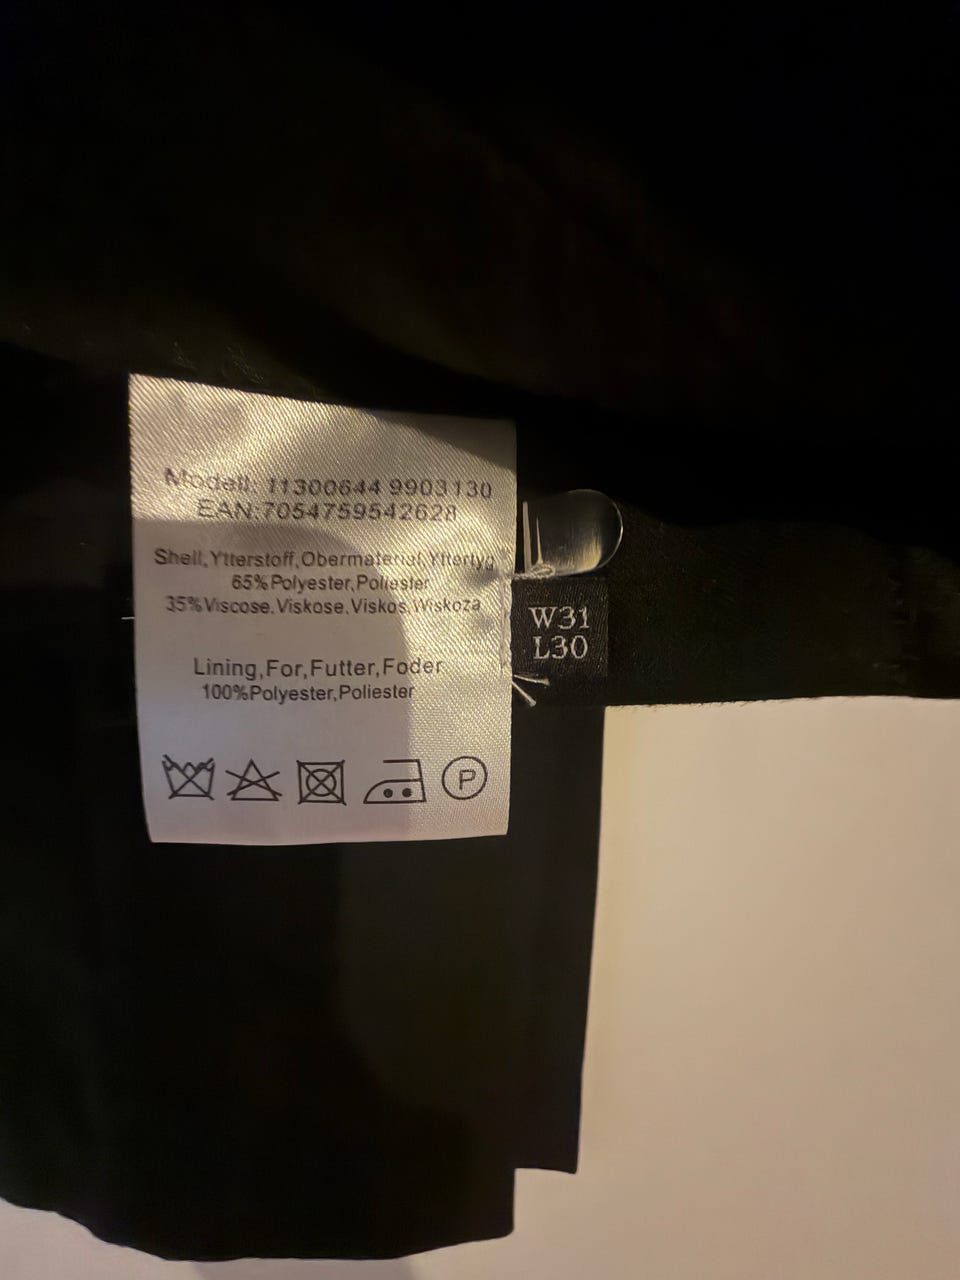 Modell: 11300644 9903130
EAN:7054759542628
Shell,Ytterstoff,Obermaterial,Yttertyg
65%Polyester,Poliester
35%Viscose,Viskose,Viskos,Wiskoza
Lining,For,Futter,Foder
100%Polyester,Poliester
P
W31
L30